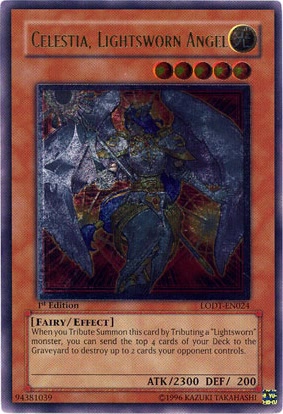 CELESTIA, LIGHTSWORN ANGEL
1st Edition
LODT-EN024
[FAIRY/EFFECT]
When you Tribute Summon this card by Tributing a "Lightsworn"
monster, you can send the top 4 cards of your Deck to the
Graveyard to destroy up to 2 cards your opponent controls.
ATK/2300 DEF/ 200
94381039
©1996 KAZUKI TAKAHASHI